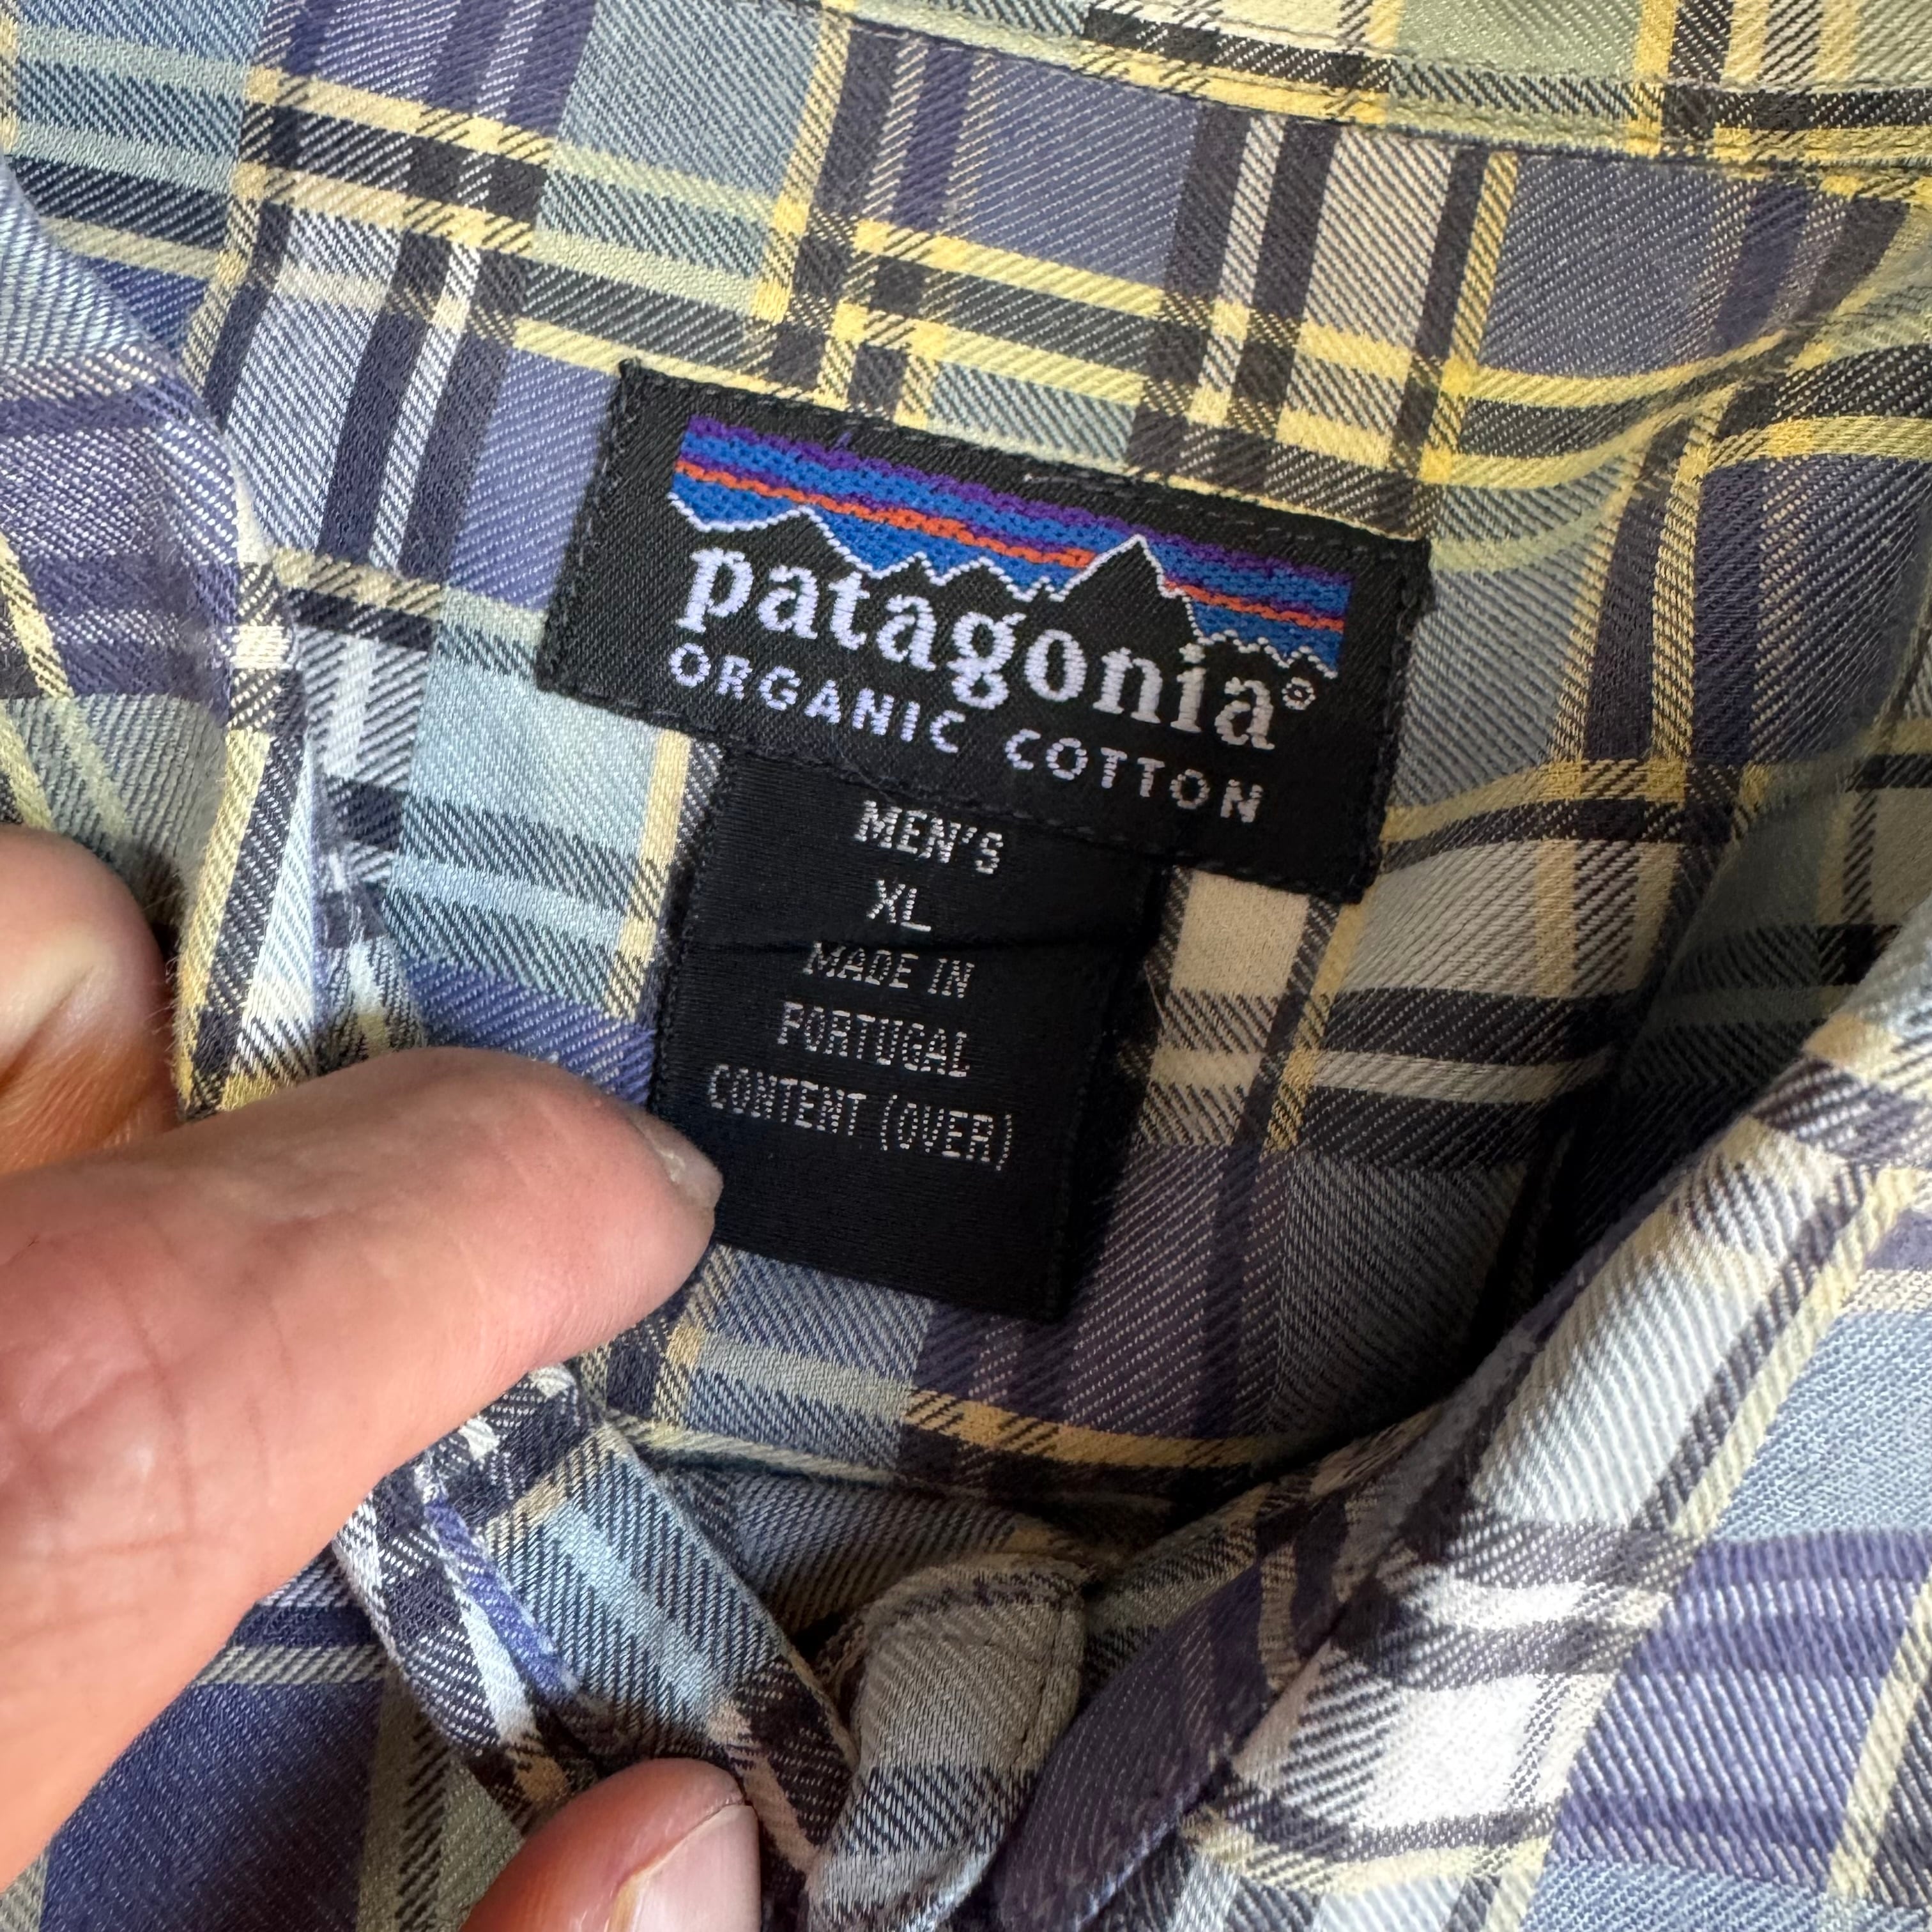 patagonia®
ORGANIC COTTON
MEN'S
XL
MADE IN
PORTUGAL
CONTENT (OVER)